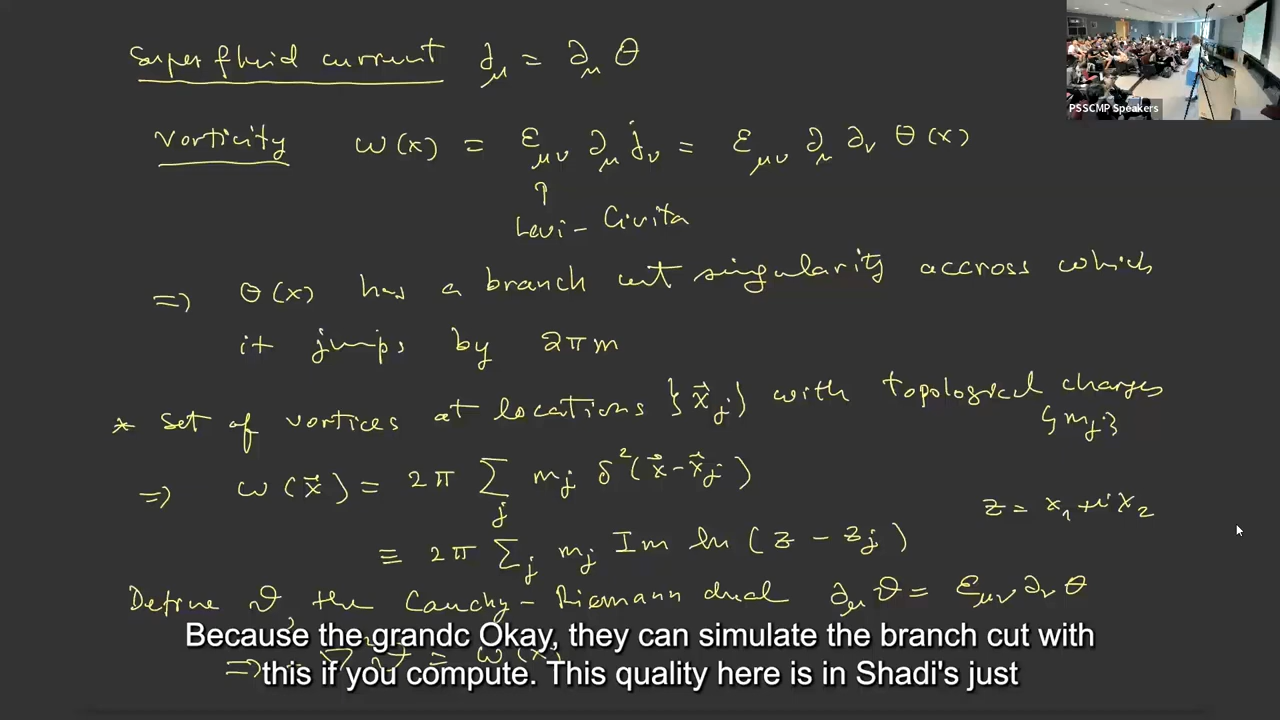 Superfluid current j_μ = ∂_μ θ
PSSCMP Speakers
Vorticity ω(x) = ε_μν ∂_μ j_ν = ε_μν ∂_μ ∂_ν θ(x)
↑
Levi-Civita
⇒ θ(x) has a branch cut singularity accross which
it jumps by 2πm
* Set of vortices at locations {x⃗_j} with topological charges
{m_j}
⇒ ω(x⃗) = 2π Σ_j m_j δ²(x⃗-x⃗_j)
z = x₁+ix₂
≡ 2π Σ_j m_j Im ln(z - z_j)
Define ϑ, the Cauchy-Riemann dual ∂_μ ϑ = ε_μν ∂_ν θ
Because the grandc Okay, they can simulate the branch cut with
this if you compute. This quality here is in Shadi's just